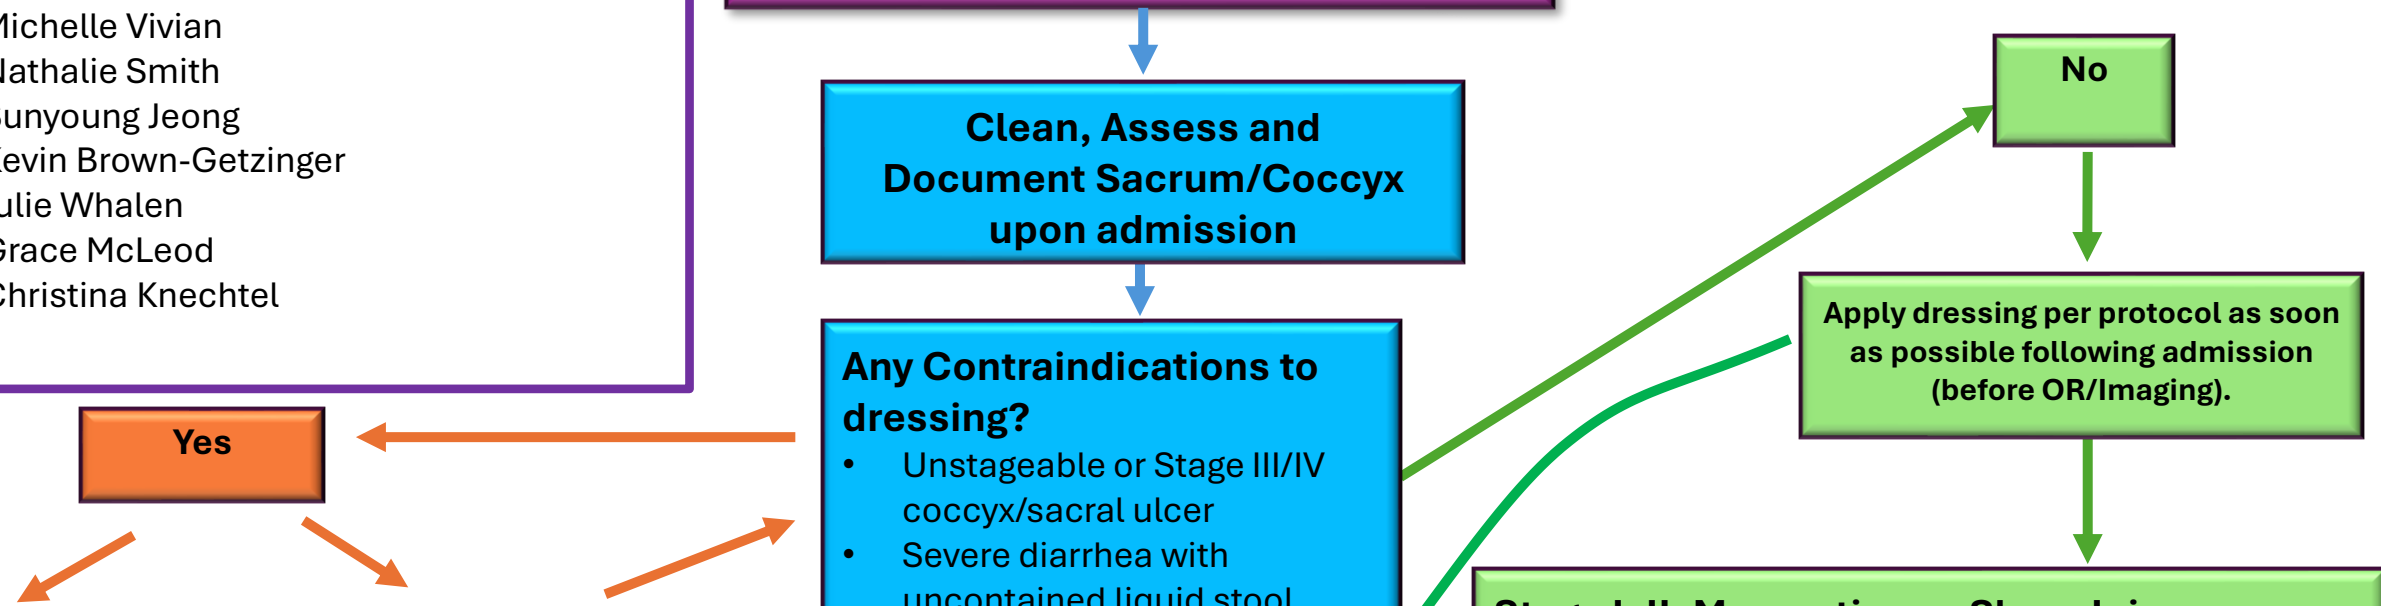 Michelle Vivian
Nathalie Smith
Sunyoung Jeong
Kevin Brown-Getzinger
Julie Whalen
Grace McLeod
Christina Knechtel
Clean, Assess and
Document Sacrum/Coccyx
upon admission
No
Apply dressing per protocol as soon
as possible following admission
(before OR/Imaging).
Yes
Any Contraindications to
dressing?
• Unstageable or Stage III/IV
coccyx/sacral ulcer
• Severe diarrhea with
uncontained liquid stool